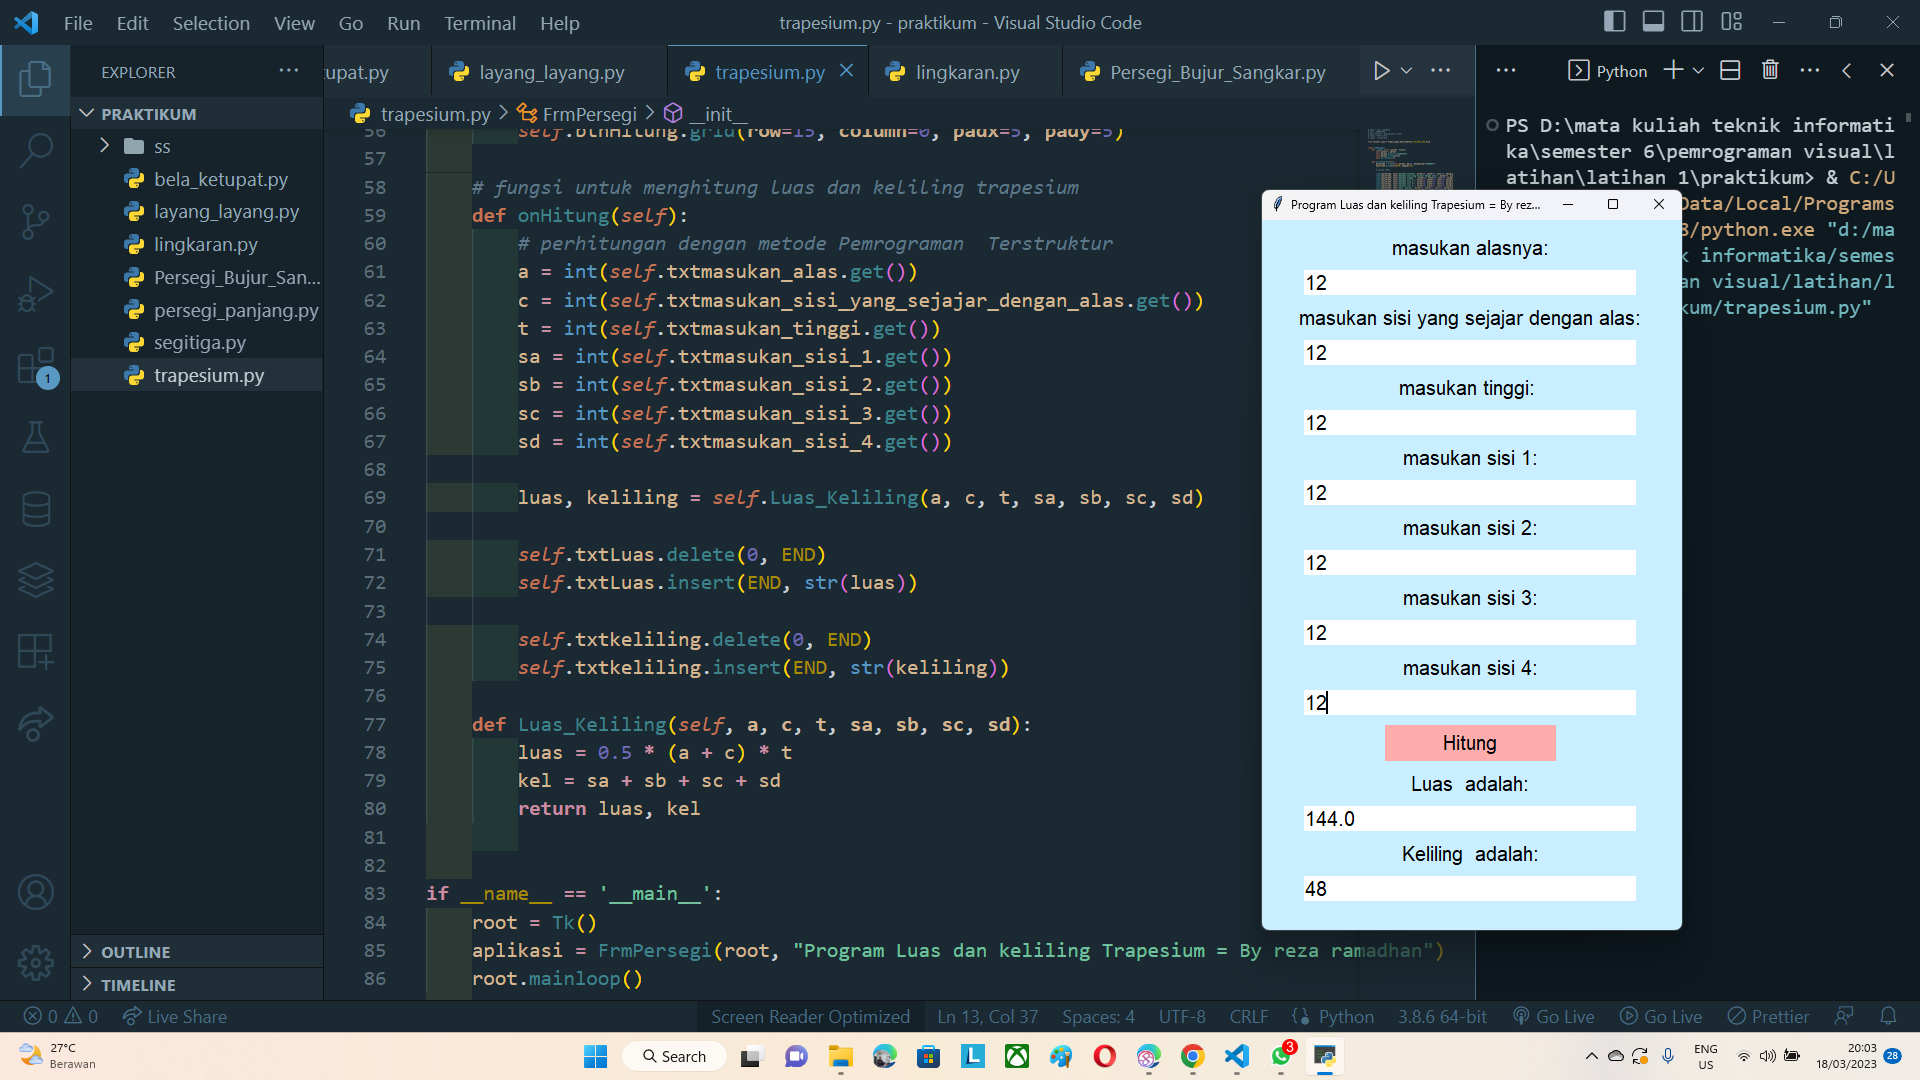 File Edit Selection View Go Run Terminal Help
trapesium.py - praktikum - Visual Studio Code
EXPLORER
PRAKTIKUM
ss
bela_ketupat.py
layang_layang.py
lingkaran.py
Persegi_Bujur_San...
persegi_panjang.py
segitiga.py
trapesium.py
OUTLINE
TIMELINE
1
tupat.py layang_layang.py trapesium.py lingkaran.py Persegi_Bujur_Sangkar.py
trapesium.py > FrmPersegi > __init__
56 self.btnHitung.grid(row=15, column=0, padx=5, pady=5)
57
58 # fungsi untuk menghitung luas dan keliling trapesium
59 def onHitung(self):
60 # perhitungan dengan metode Pemrograman  Terstruktur
61 a = int(self.txtmasukan_alas.get())
62 c = int(self.txtmasukan_sisi_yang_sejajar_dengan_alas.get())
63 t = int(self.txtmasukan_tinggi.get())
64 sa = int(self.txtmasukan_sisi_1.get())
65 sb = int(self.txtmasukan_sisi_2.get())
66 sc = int(self.txtmasukan_sisi_3.get())
67 sd = int(self.txtmasukan_sisi_4.get())
68
69 luas, keliling = self.Luas_Keliling(a, c, t, sa, sb, sc, sd)
70
71 self.txtLuas.delete(0, END)
72 self.txtLuas.insert(END, str(luas))
73
74 self.txtkeliling.delete(0, END)
75 self.txtkeliling.insert(END, str(keliling))
76
77 def Luas_Keliling(self, a, c, t, sa, sb, sc, sd):
78 luas = 0.5 * (a + c) * t
79 kel = sa + sb + sc + sd
80 return luas, kel
81
82
83 if __name__ == '__main__':
84 root = Tk()
85 aplikasi = FrmPersegi(root, "Program Luas dan keliling Trapesium = By reza ramadhan")
86 root.mainloop()
Python
PS D:\mata kuliah teknik informati
ka\semester 6\pemrograman visual\l
atihan\latihan 1\praktikum> & C:/U
Data/Local/Programs
/python.exe "d:/ma
k informatika/semes
an visual/latihan/l
kum/trapesium.py"
Program Luas dan keliling Trapesium = By rez...
masukan alasnya:
12
masukan sisi yang sejajar dengan alas:
12
masukan tinggi:
12
masukan sisi 1:
12
masukan sisi 2:
12
masukan sisi 3:
12
masukan sisi 4:
12
Hitung
Luas  adalah:
144.0
Keliling  adalah:
48
0 0 Live Share Screen Reader Optimized Ln 13, Col 37 Spaces: 4 UTF-8 CRLF Python 3.8.6 64-bit Go Live Go Live Prettier
27°C
Berawan
Search
3
ENG
US
20:03
18/03/2023
28